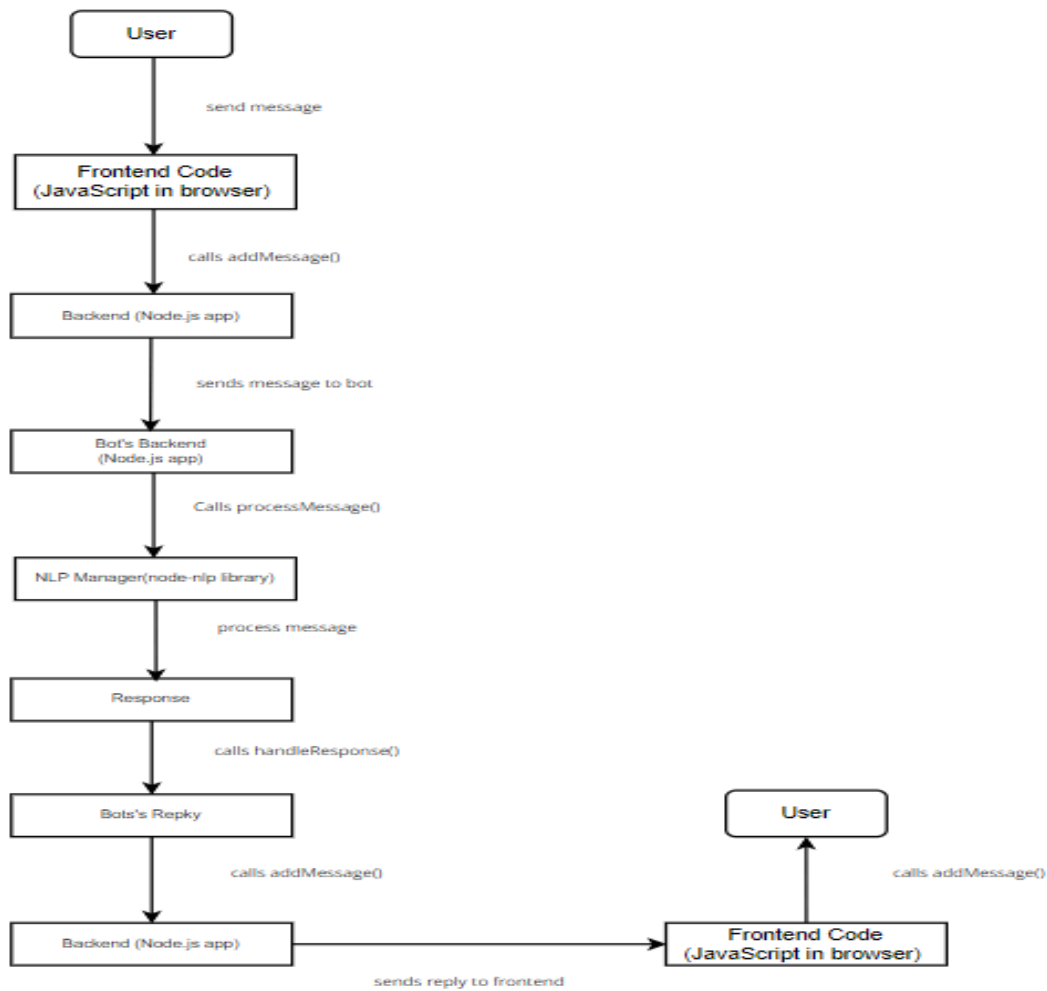 User
send message
Frontend Code
(JavaScript in browser)
calls addMessage()
Backend (Node.js app)
sends message to bot
Bot's Backend
(Node.js app)
Calls processMessage()
NLP Manager(node-nlp library)
process message
Response
calls handleResponse()
Bots's Repky
calls addMessage()
Backend (Node.js app)
sends reply to frontend
Frontend Code
(JavaScript in browser)
calls addMessage()
User